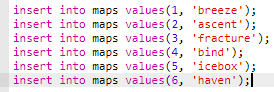 insert into maps values(1, 'breeze');
insert into maps values(2, 'ascent');
insert into maps values(3, 'fracture');
insert into maps values(4, 'bind');
insert into maps values(5, 'icebox');
insert into maps values(6, 'haven');